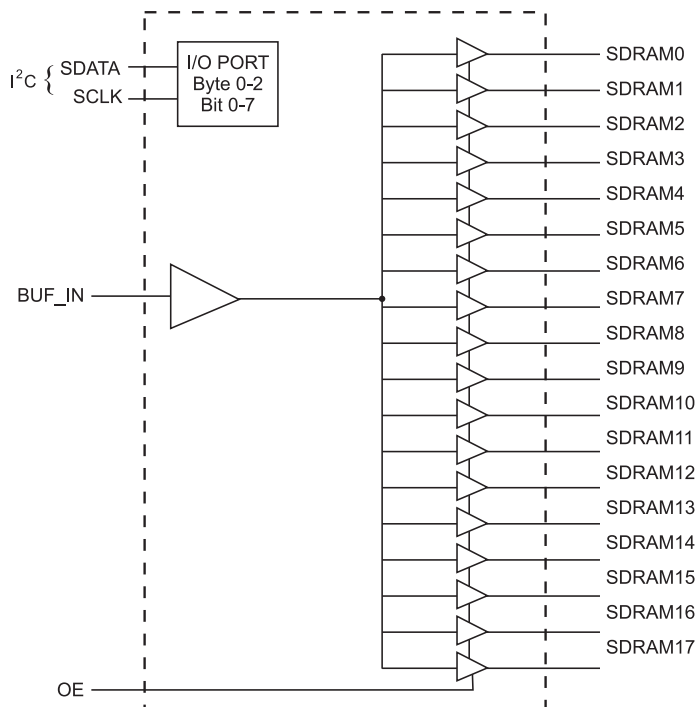 I²C { SDATA
SCLK
I/O PORT
Byte 0-2
Bit 0-7
BUF_IN
OE
SDRAM0
SDRAM1
SDRAM2
SDRAM3
SDRAM4
SDRAM5
SDRAM6
SDRAM7
SDRAM8
SDRAM9
SDRAM10
SDRAM11
SDRAM12
SDRAM13
SDRAM14
SDRAM15
SDRAM16
SDRAM17